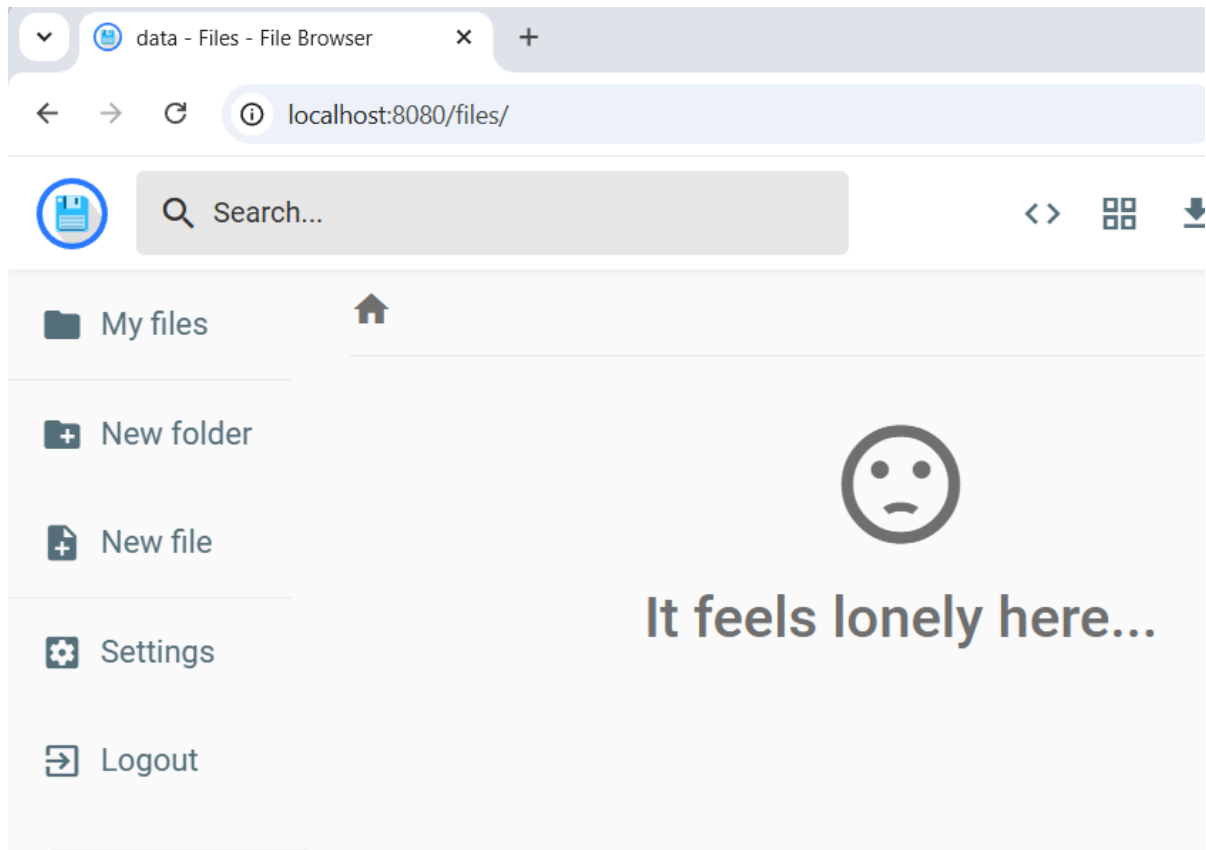 data - Files - File Browser
localhost:8080/files/
Search...
My files
New folder
New file
Settings
Logout
It feels lonely here...